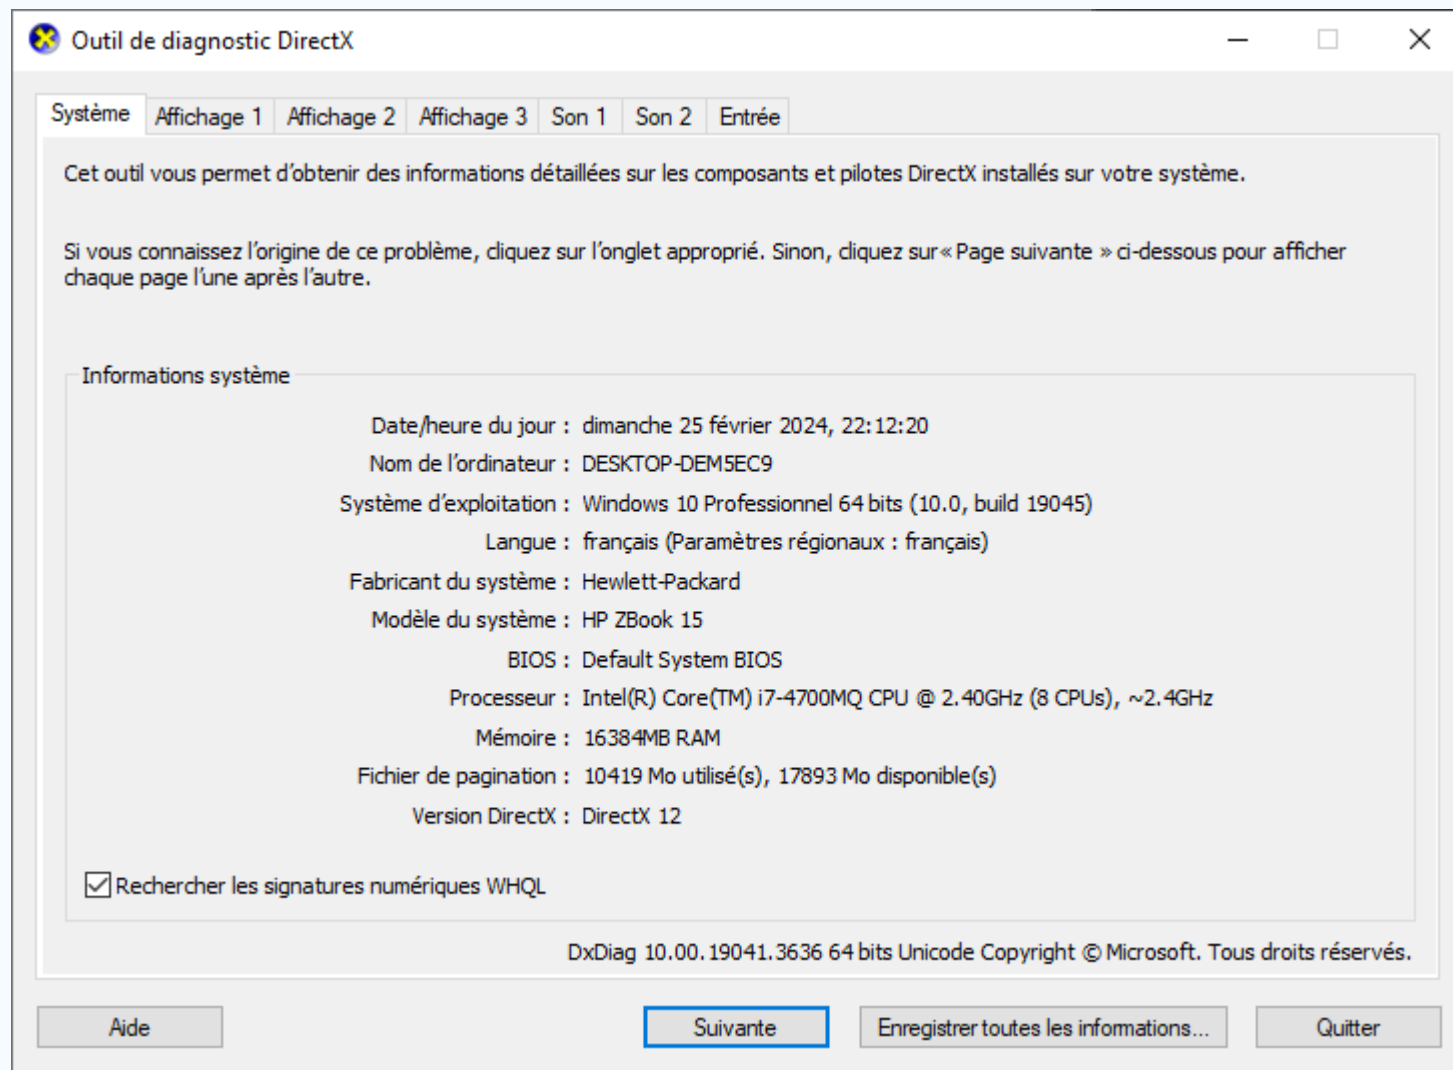 Outil de diagnostic DirectX
Système Affichage 1 Affichage 2 Affichage 3 Son 1 Son 2 Entrée
Cet outil vous permet d’obtenir des informations détaillées sur les composants et pilotes DirectX installés sur votre système.
Si vous connaissez l’origine de ce problème, cliquez sur l’onglet approprié. Sinon, cliquez sur« Page suivante » ci-dessous pour afficher
chaque page l’une après l’autre.
Informations système
Date/heure du jour : dimanche 25 février 2024, 22:12:20
Nom de l’ordinateur : DESKTOP-DEM5EC9
Système d’exploitation : Windows 10 Professionnel 64 bits (10.0, build 19045)
Langue : français (Paramètres régionaux : français)
Fabricant du système : Hewlett-Packard
Modèle du système : HP ZBook 15
BIOS : Default System BIOS
Processeur : Intel(R) Core(TM) i7-4700MQ CPU @ 2.40GHz (8 CPUs), ~2.4GHz
Mémoire : 16384MB RAM
Fichier de pagination : 10419 Mo utilisé(s), 17893 Mo disponible(s)
Version DirectX : DirectX 12
Rechercher les signatures numériques WHQL
DxDiag 10.00.19041.3636 64 bits Unicode Copyright © Microsoft. Tous droits réservés.
Aide Suivante Enregistrer toutes les informations... Quitter